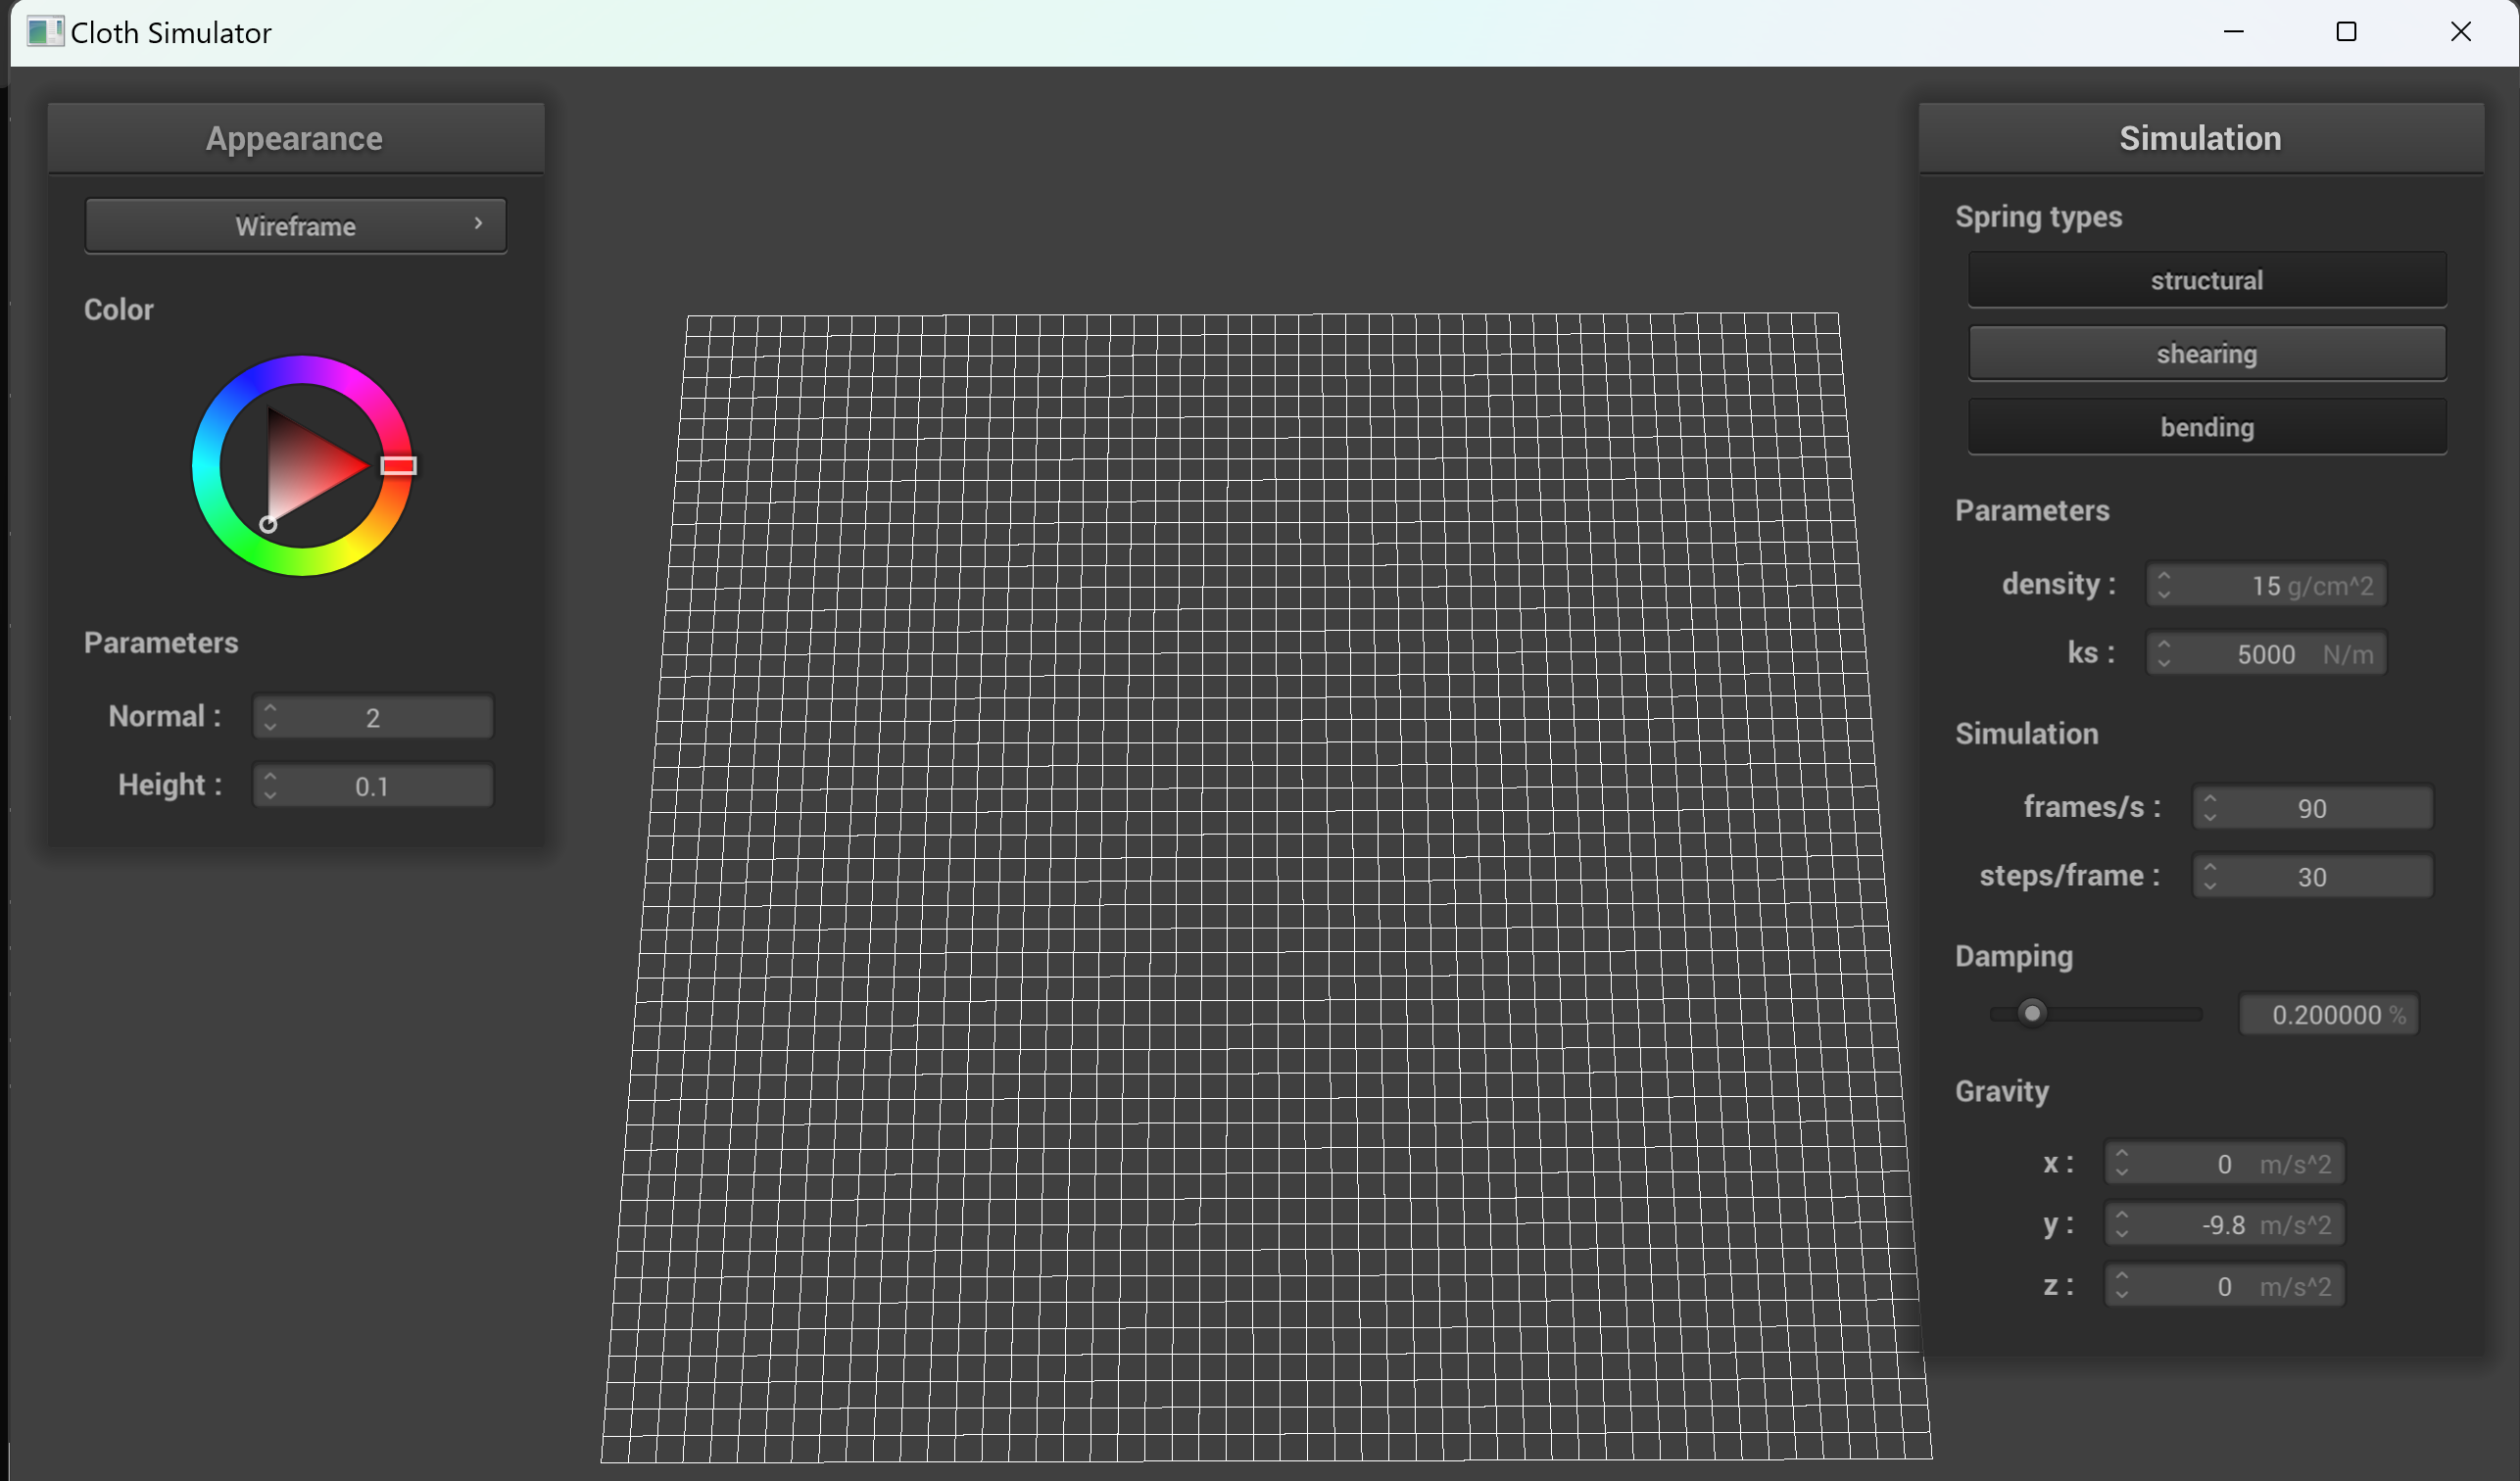 Cloth Simulator
Appearance
Wireframe
Color
Parameters
Normal : 2
Height : 0.1
Simulation
Spring types
structural
shearing
bending
Parameters
density : 15 g/cm^2
ks : 5000 N/m
Simulation
frames/s : 90
steps/frame : 30
Damping
0.200000 %
Gravity
x : 0 m/s^2
y : -9.8 m/s^2
z : 0 m/s^2